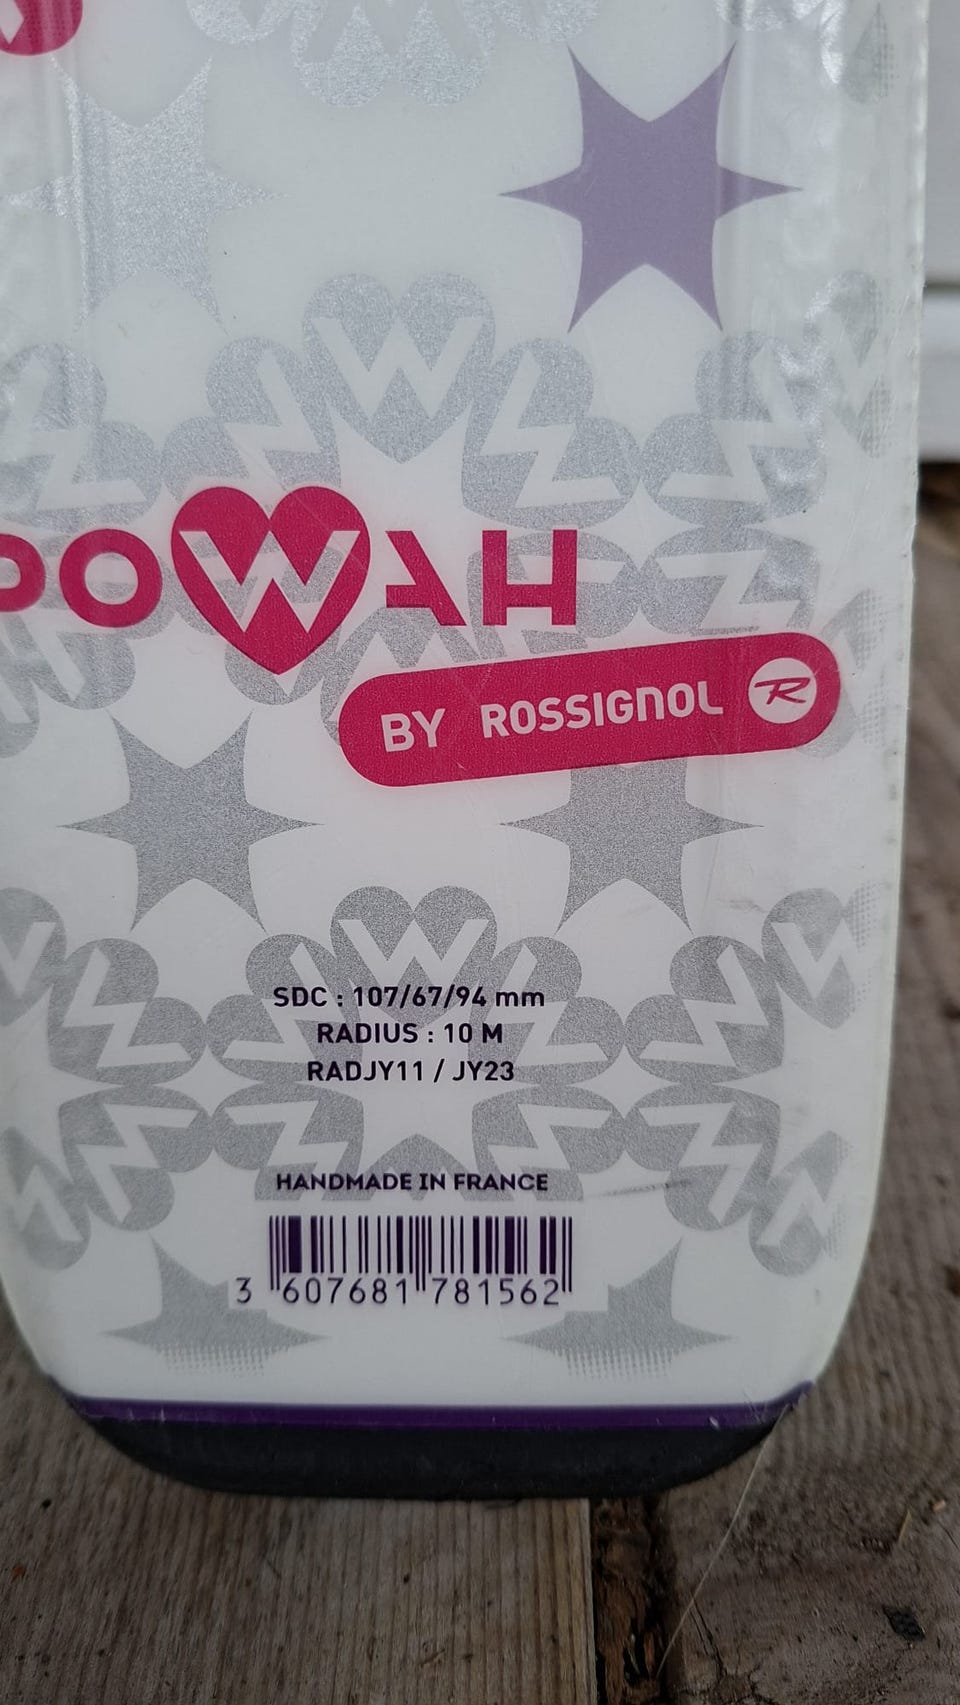 POWAH
BY ROSSIGNOL R
SDC : 107/67/94 mm
RADIUS : 10 M
RADJY11 / JY23
HANDMADE IN FRANCE
3 607681 781562